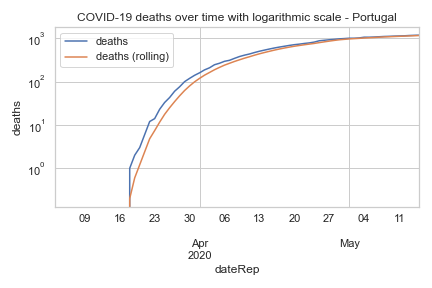 COVID-19 deaths over time with logarithmic scale - Portugal
deaths
deaths (rolling)
10³
10²
10¹
10⁰
deaths
09 16 23 30 06 13 20 27 04 11
Apr May
2020
dateRep